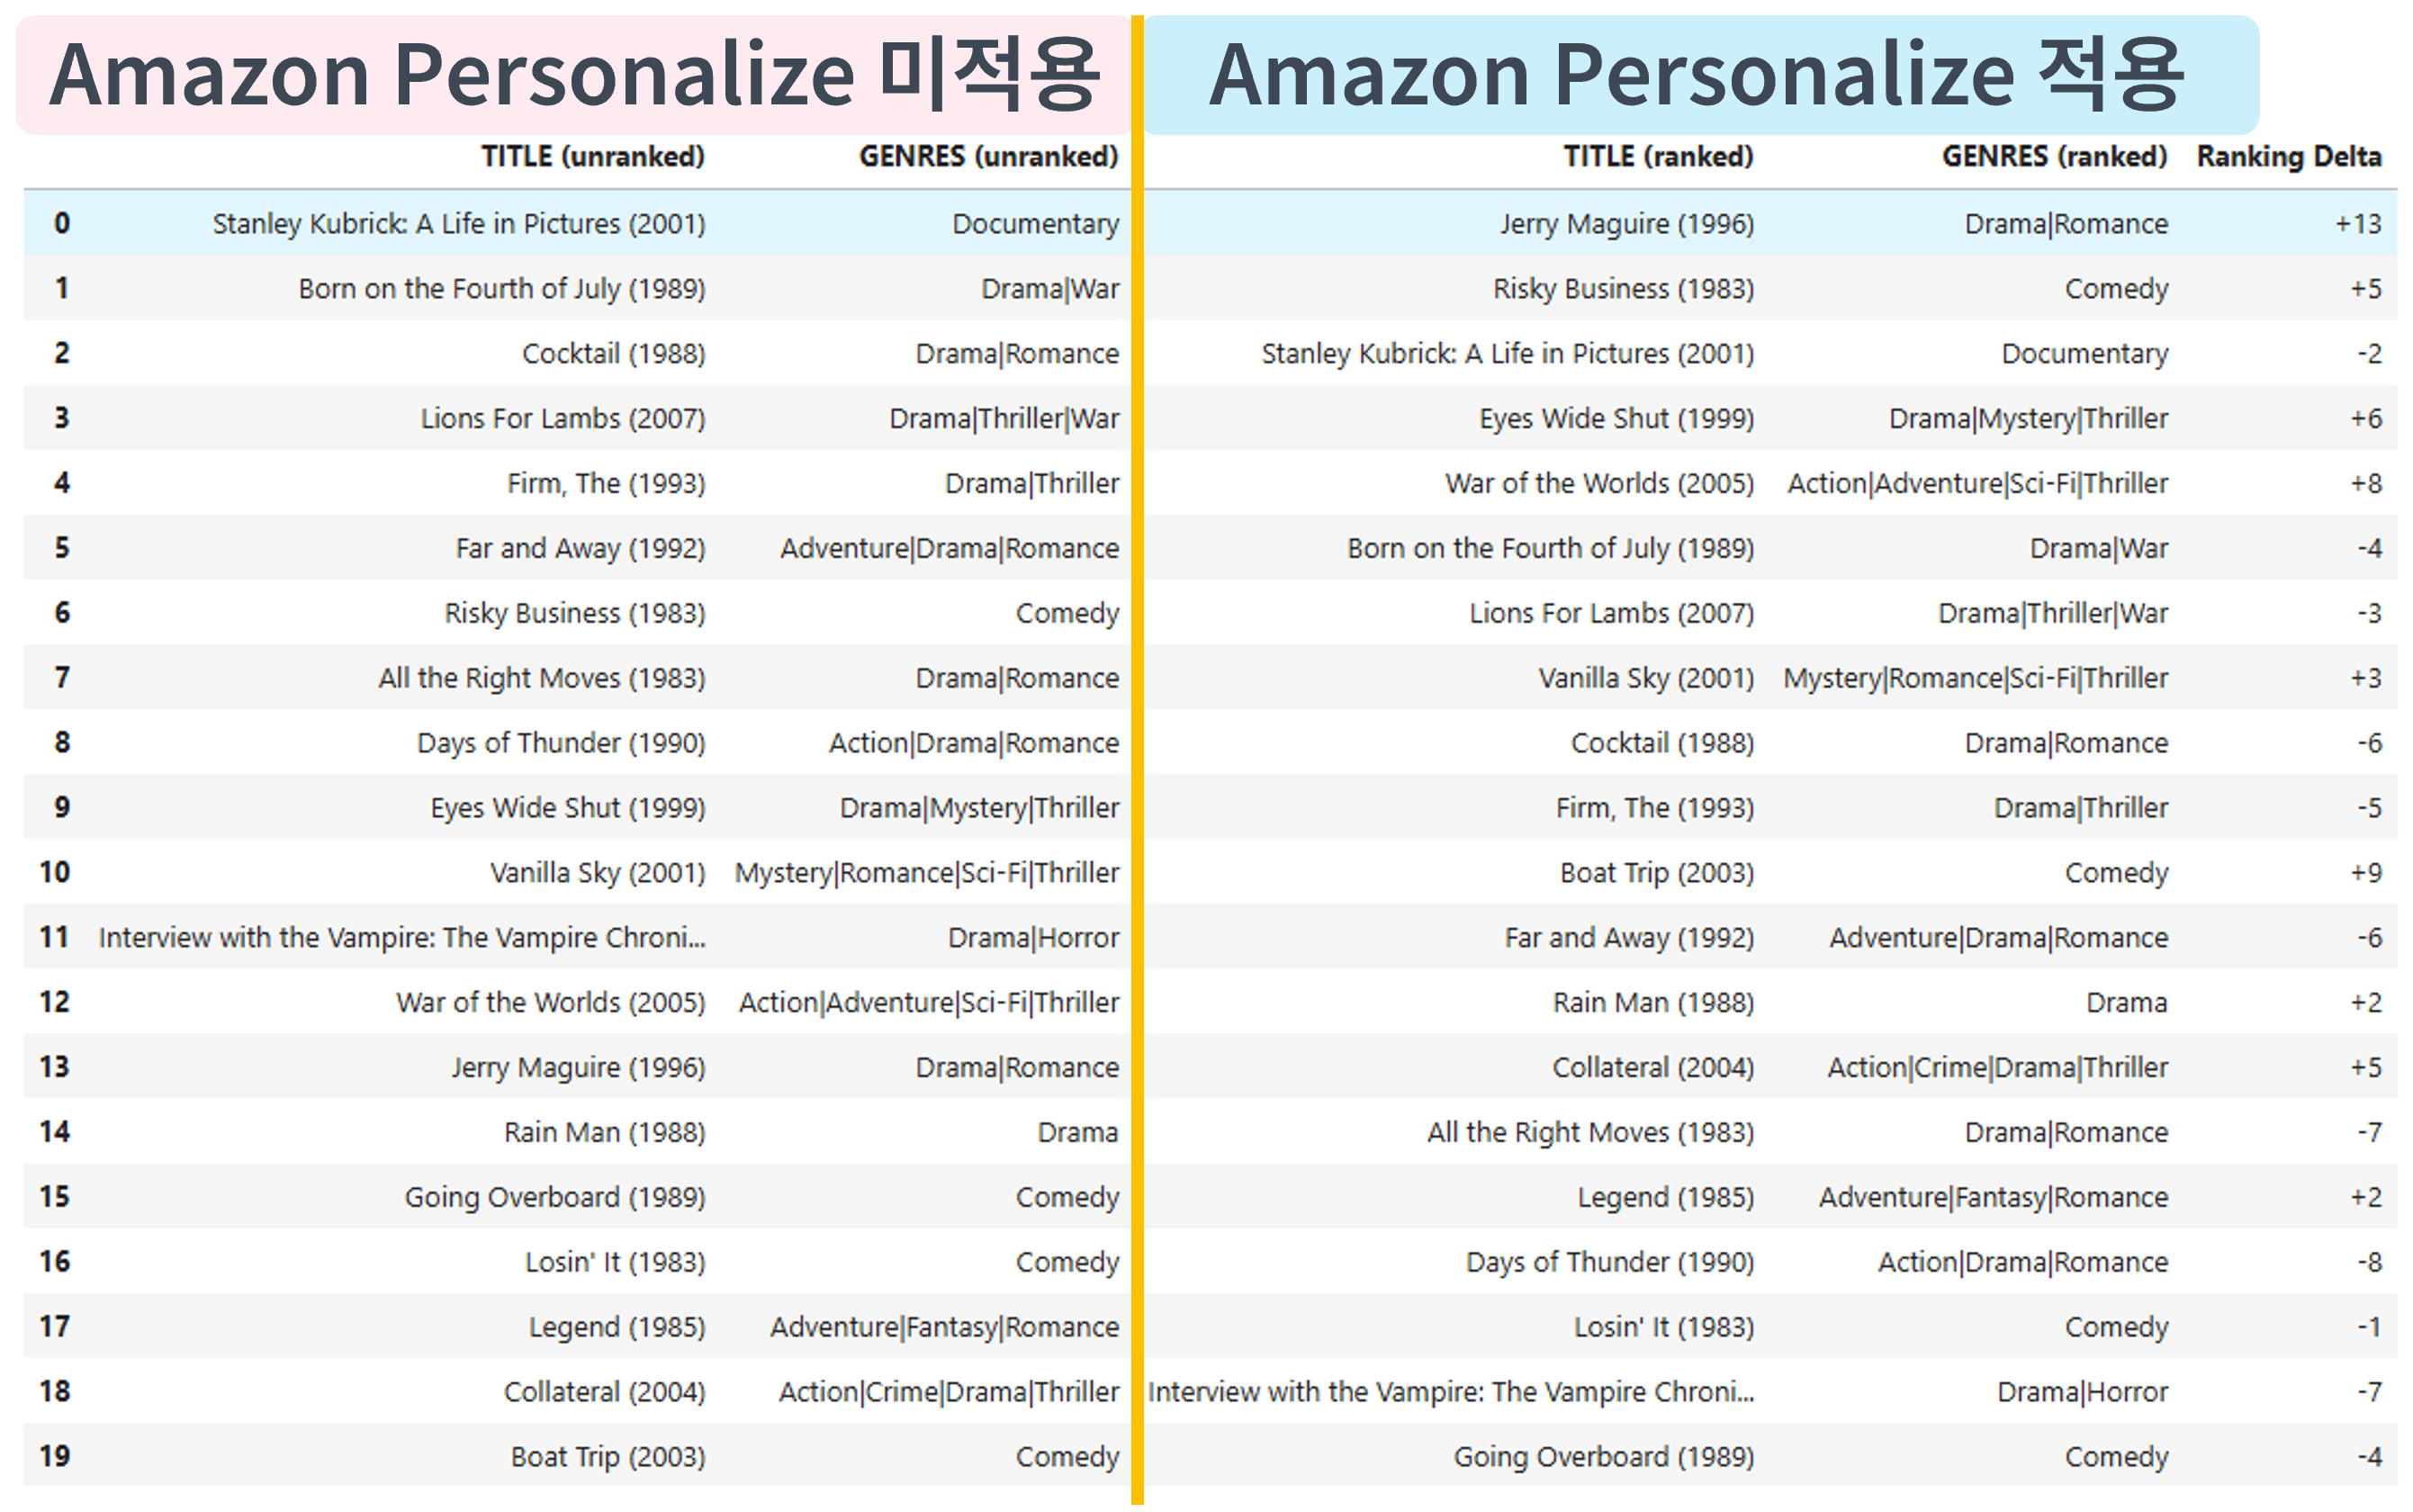 Amazon Personalize 미적용 Amazon Personalize 적용
TITLE (unranked) GENRES (unranked) TITLE (ranked) GENRES (ranked) Ranking Delta
0 Stanley Kubrick: A Life in Pictures (2001) Documentary Jerry Maguire (1996) Drama|Romance +13
1 Born on the Fourth of July (1989) Drama|War Risky Business (1983) Comedy +5
2 Cocktail (1988) Drama|Romance Stanley Kubrick: A Life in Pictures (2001) Documentary -2
3 Lions For Lambs (2007) Drama|Thriller|War Eyes Wide Shut (1999) Drama|Mystery|Thriller +6
4 Firm, The (1993) Drama|Thriller War of the Worlds (2005) Action|Adventure|Sci-Fi|Thriller +8
5 Far and Away (1992) Adventure|Drama|Romance Born on the Fourth of July (1989) Drama|War -4
6 Risky Business (1983) Comedy Lions For Lambs (2007) Drama|Thriller|War -3
7 All the Right Moves (1983) Drama|Romance Vanilla Sky (2001) Mystery|Romance|Sci-Fi|Thriller +3
8 Days of Thunder (1990) Action|Drama|Romance Cocktail (1988) Drama|Romance -6
9 Eyes Wide Shut (1999) Drama|Mystery|Thriller Firm, The (1993) Drama|Thriller -5
10 Vanilla Sky (2001) Mystery|Romance|Sci-Fi|Thriller Boat Trip (2003) Comedy +9
11 Interview with the Vampire: The Vampire Chroni... Drama|Horror Far and Away (1992) Adventure|Drama|Romance -6
12 War of the Worlds (2005) Action|Adventure|Sci-Fi|Thriller Rain Man (1988) Drama +2
13 Jerry Maguire (1996) Drama|Romance Collateral (2004) Action|Crime|Drama|Thriller +5
14 Rain Man (1988) Drama All the Right Moves (1983) Drama|Romance -7
15 Going Overboard (1989) Comedy Legend (1985) Adventure|Fantasy|Romance +2
16 Losin' It (1983) Comedy Days of Thunder (1990) Action|Drama|Romance -8
17 Legend (1985) Adventure|Fantasy|Romance Losin' It (1983) Comedy -1
18 Collateral (2004) Action|Crime|Drama|Thriller Interview with the Vampire: The Vampire Chroni... Drama|Horror -7
19 Boat Trip (2003) Comedy Going Overboard (1989) Comedy -4